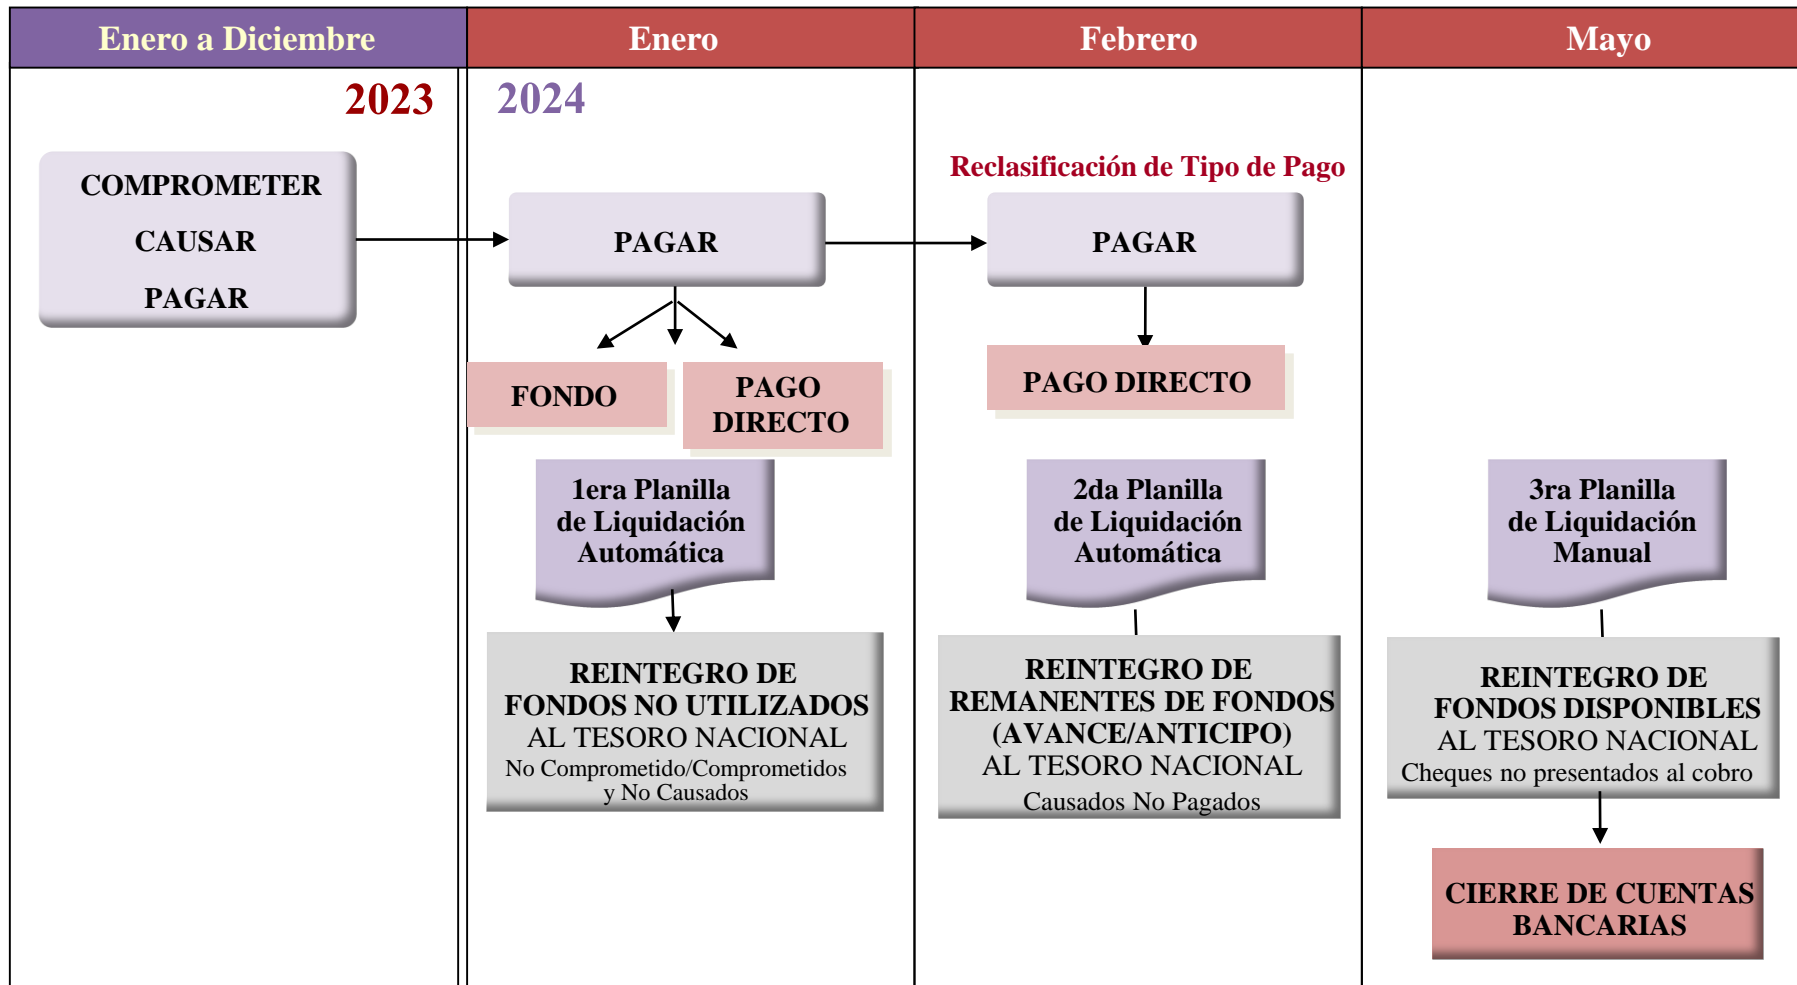 Enero a Diciembre
Enero
Febrero
Mayo
2023
2024
COMPROMETER
CAUSAR
PAGAR
PAGAR
Reclasificación de Tipo de Pago
PAGAR
FONDO
PAGO
DIRECTO
PAGO DIRECTO
1era Planilla
de Liquidación
Automática
2da Planilla
de Liquidación
Automática
3ra Planilla
de Liquidación
Manual
REINTEGRO DE
FONDOS NO UTILIZADOS
AL TESORO NACIONAL
No Comprometido/Comprometidos
y No Causados
REINTEGRO DE
REMANENTES DE FONDOS
(AVANCE/ANTICIPO)
AL TESORO NACIONAL
Causados No Pagados
REINTEGRO DE
FONDOS DISPONIBLES
AL TESORO NACIONAL
Cheques no presentados al cobro
CIERRE DE CUENTAS
BANCARIAS